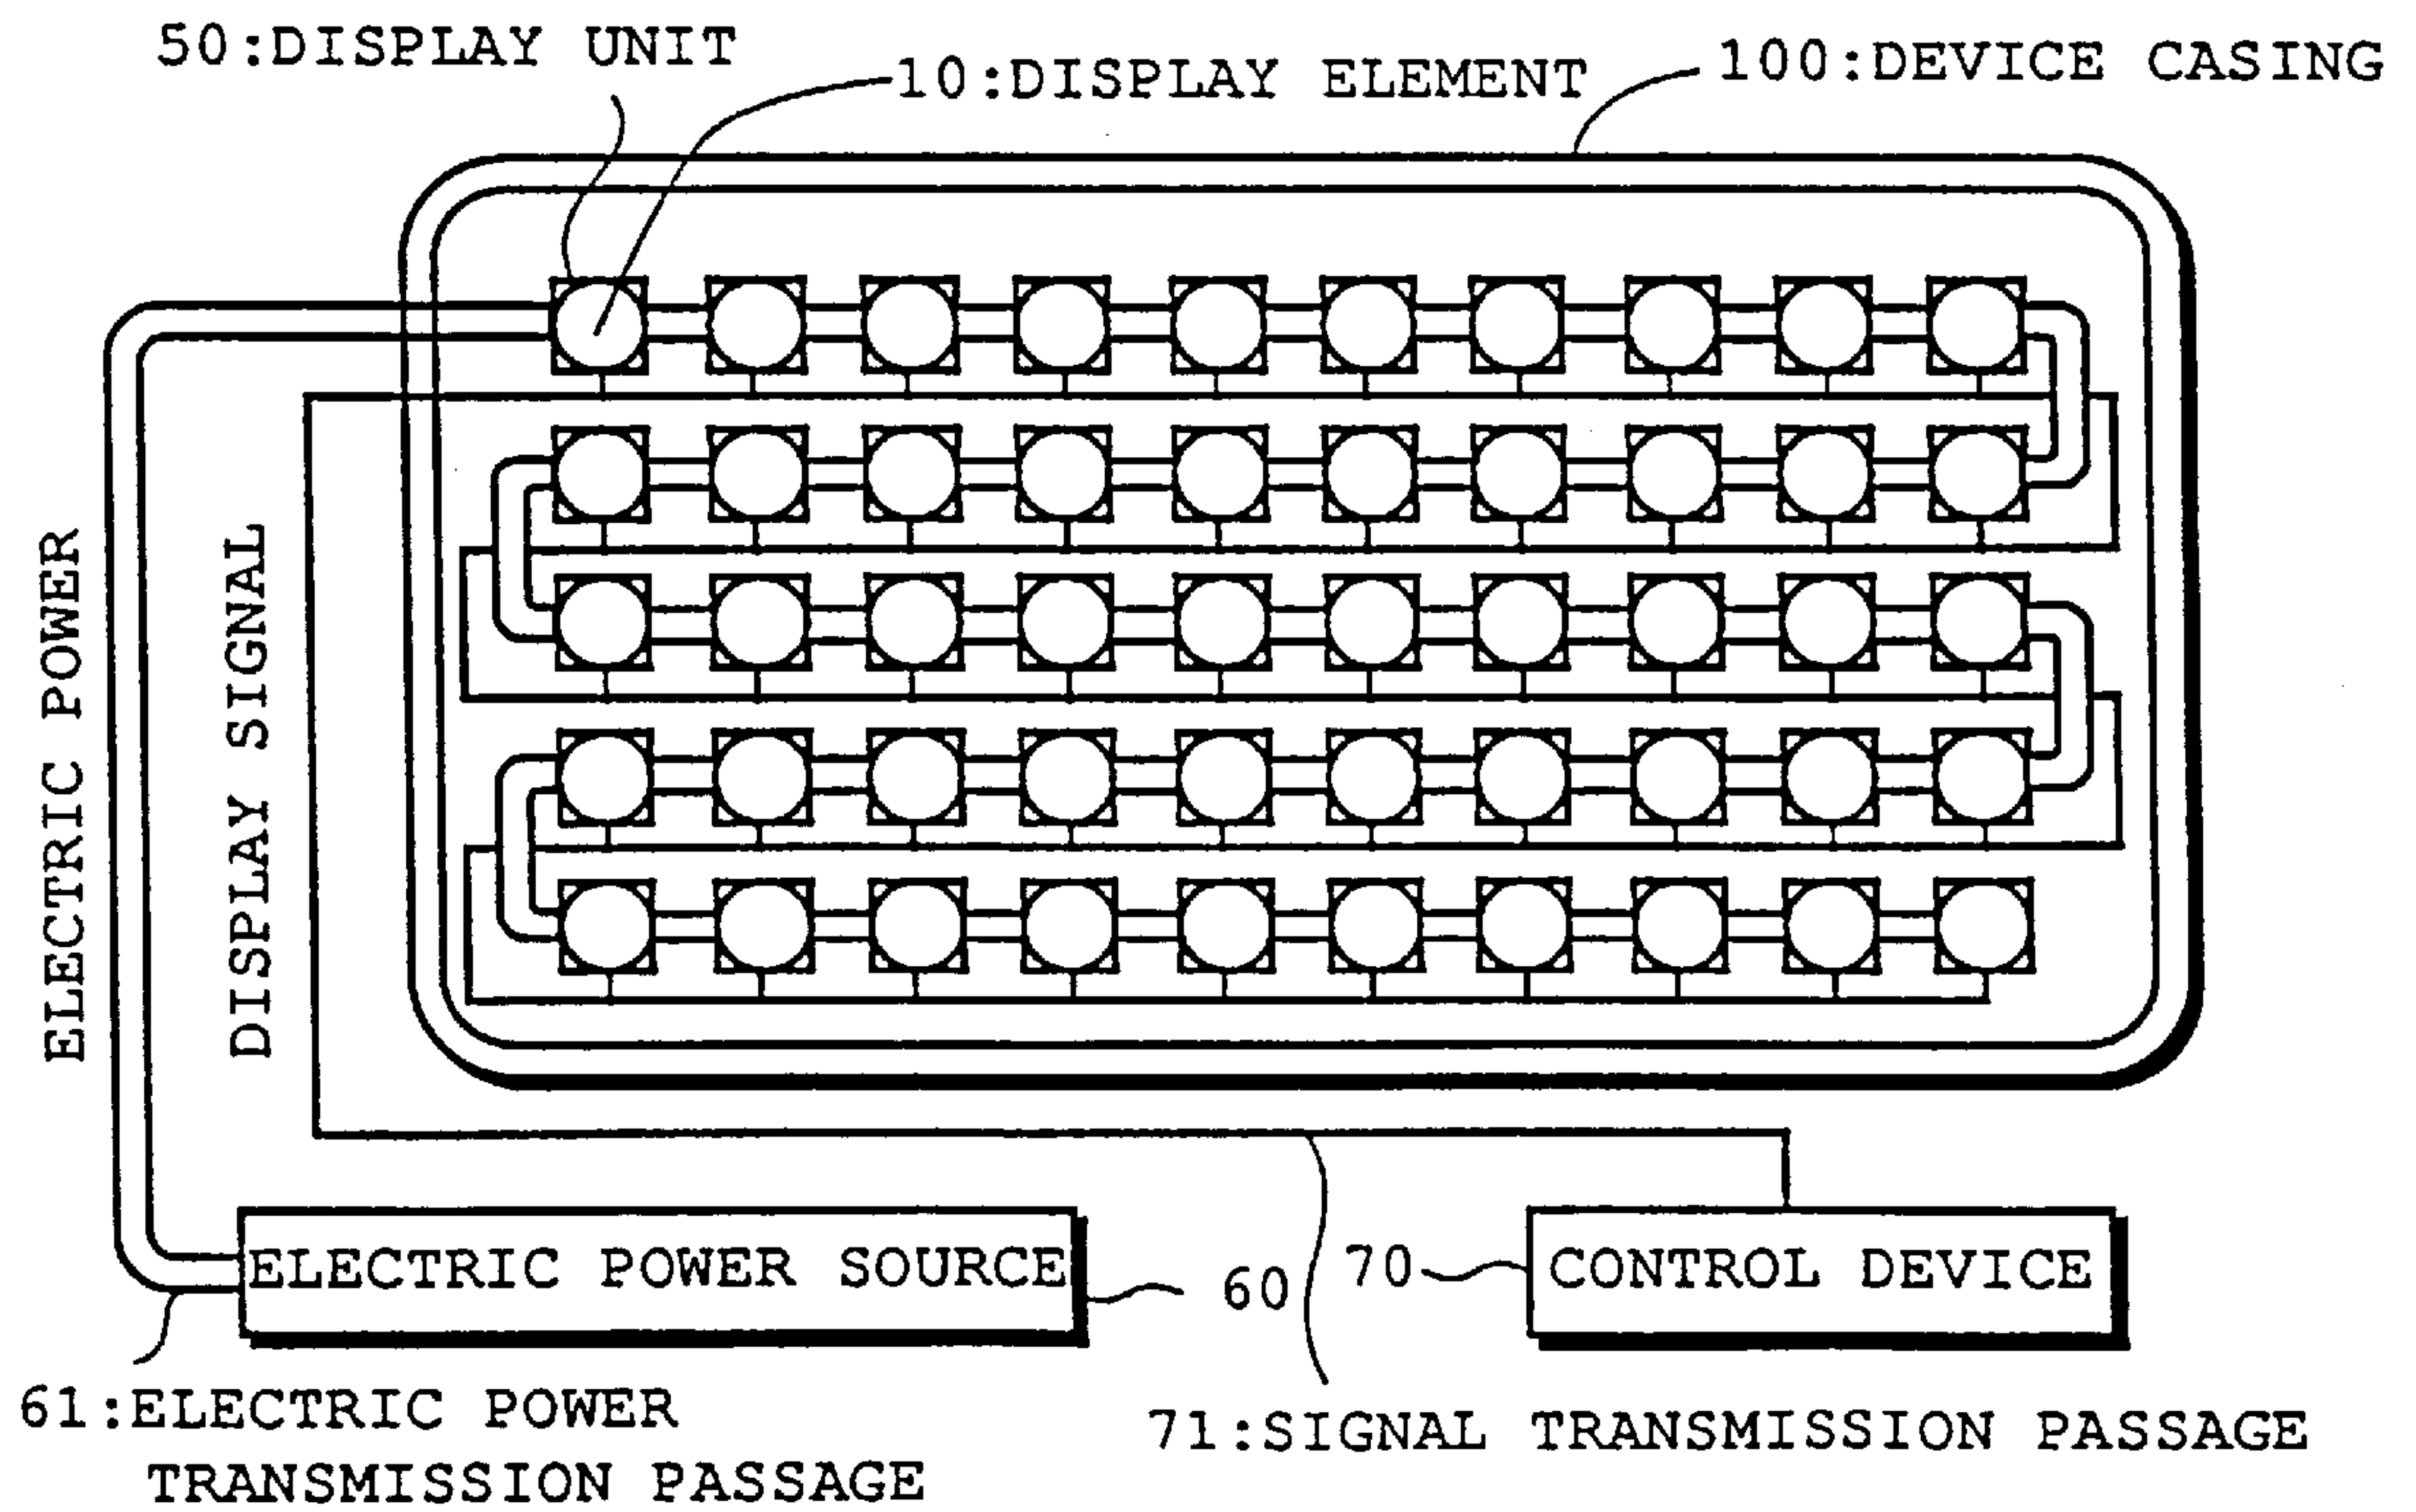 50:DISPLAY UNIT
10:DISPLAY ELEMENT
100:DEVICE CASING
ELECTRIC POWER
DISPLAY SIGNAL
ELECTRIC POWER SOURCE
60
70
CONTROL DEVICE
61:ELECTRIC POWER
TRANSMISSION PASSAGE
71:SIGNAL TRANSMISSION PASSAGE